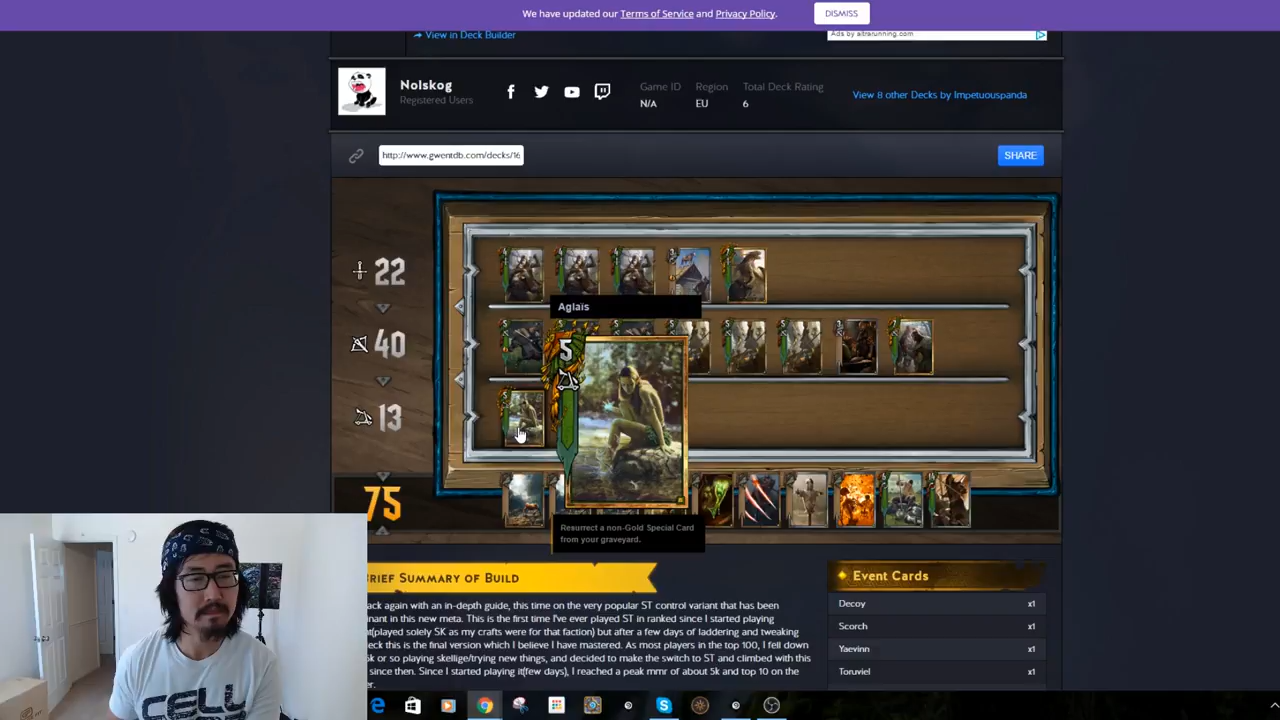 We have updated our Terms of Service and Privacy Policy. DISMISS
View in Deck Builder
Ads by altrarunning.com
Nolskog
Registered Users
Game ID
N/A
Region
EU
Total Deck Rating
6
View 8 other Decks by Impetuouspanda
http://www.gwentdb.com/decks/16
SHARE
22
Aglaïs
40
5
13
75
Resurrect a non-Gold Special Card
from your graveyard.
BRIEF SUMMARY OF BUILD
ack again with an in-depth guide, this time on the very popular ST control variant that has been
nant in this new meta. This is the first time I've ever played ST in ranked since I started playing
t(played solely SK as my crafts were for that faction) but after a few days of laddering and tweaking
eck this is the final version which I believe I have mastered. As most players in the top 100, I fell down
5k or so playing skellige/trying new things, and decided to make the switch to ST and climbed with this
since then. Since I started playing it(few days), I reached a peak mmr of about 5k and top 10 on the
er.
Event Cards
Decoy x1
Scorch x1
Yaevinn x1
Toruviel x1
CELL